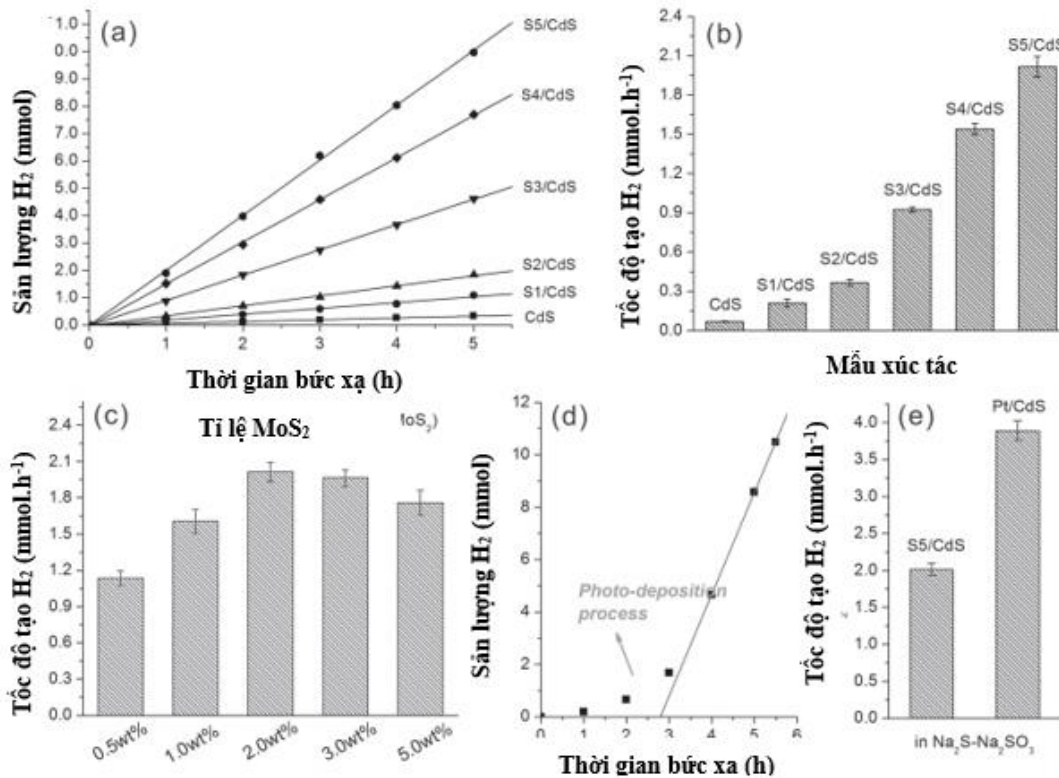 (a)
1.0
0.0
9.0
8.0
7.0
6.0
5.0
4.0
3.0
2.0
1.0
0.0
Sản lượng H₂ (mmol)
S5/CdS
S4/CdS
S3/CdS
S2/CdS
S1/CdS
CdS
0 1 2 3 4 5
Thời gian bức xạ (h)
(b)
2.4
2.1
1.8
1.5
1.2
0.9
0.6
0.3
0.0
Tốc độ tạo H₂ (mmol.h⁻¹)
CdS
S1/CdS
S2/CdS
S3/CdS
S4/CdS
S5/CdS
Mẫu xúc tác
(c)
Tỉ lệ MoS₂
2.4
2.1
1.8
1.5
1.2
0.9
0.6
0.3
0.0
Tốc độ tạo H₂ (mmol.h⁻¹)
0.5wt% 1.0wt% 2.0wt% 3.0wt% 5.0wt%
(d)
12
10
8
6
4
2
0
Sản lượng H₂ (mmol)
Photo-deposition
process
0 1 2 3 4 5 6
Thời gian bức xa (h)
(e)
4.0
3.5
3.0
2.5
2.0
1.5
1.0
0.5
0.0
Tốc độ tạo H₂ (mmol.h⁻¹)
Pt/CdS
S5/CdS
in Na₂S-Na₂SO₃